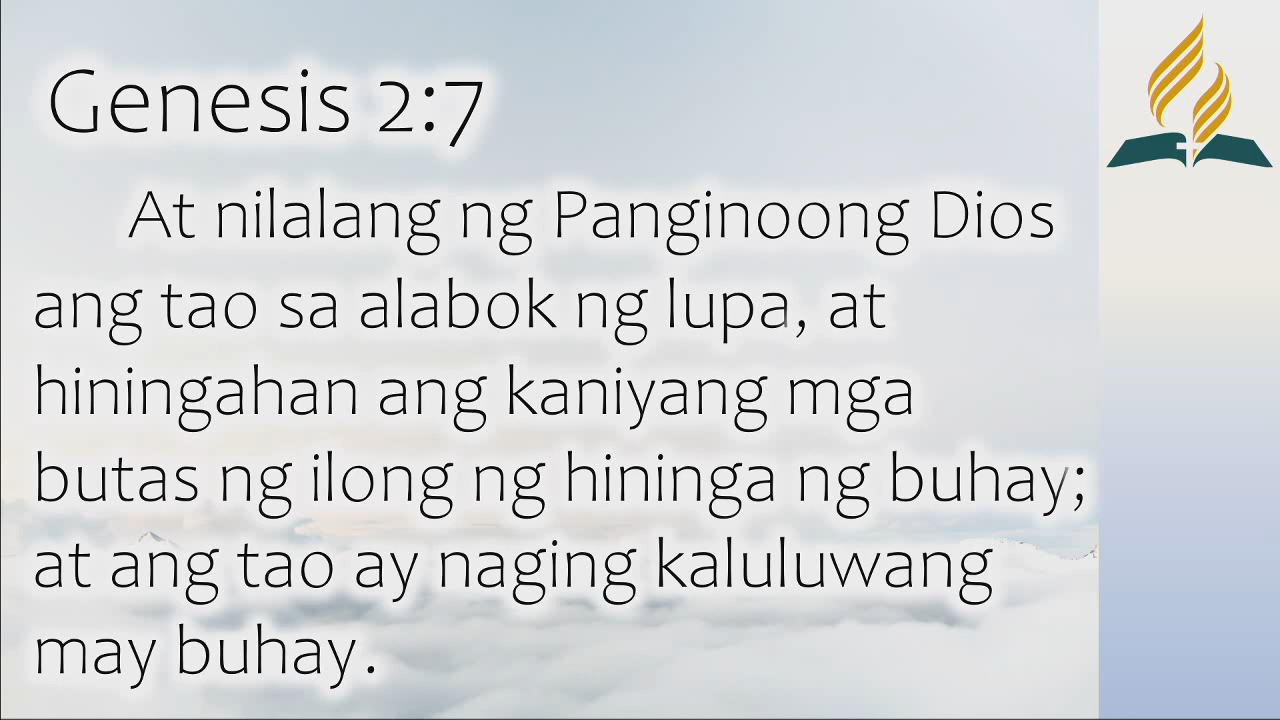 Genesis 2:7
At nilalang ng Panginoong Dios
ang tao sa alabok ng lupa, at
hiningahan ang kaniyang mga
butas ng ilong ng hininga ng buhay;
at ang tao ay naging kaluluwang
may buhay.